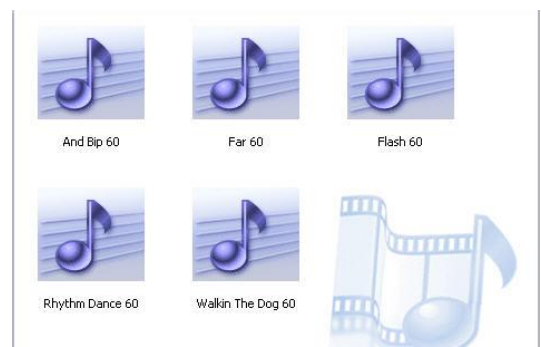 And Bip 60
Far 60
Flash 60
Rhythm Dance 60
Walkin The Dog 60